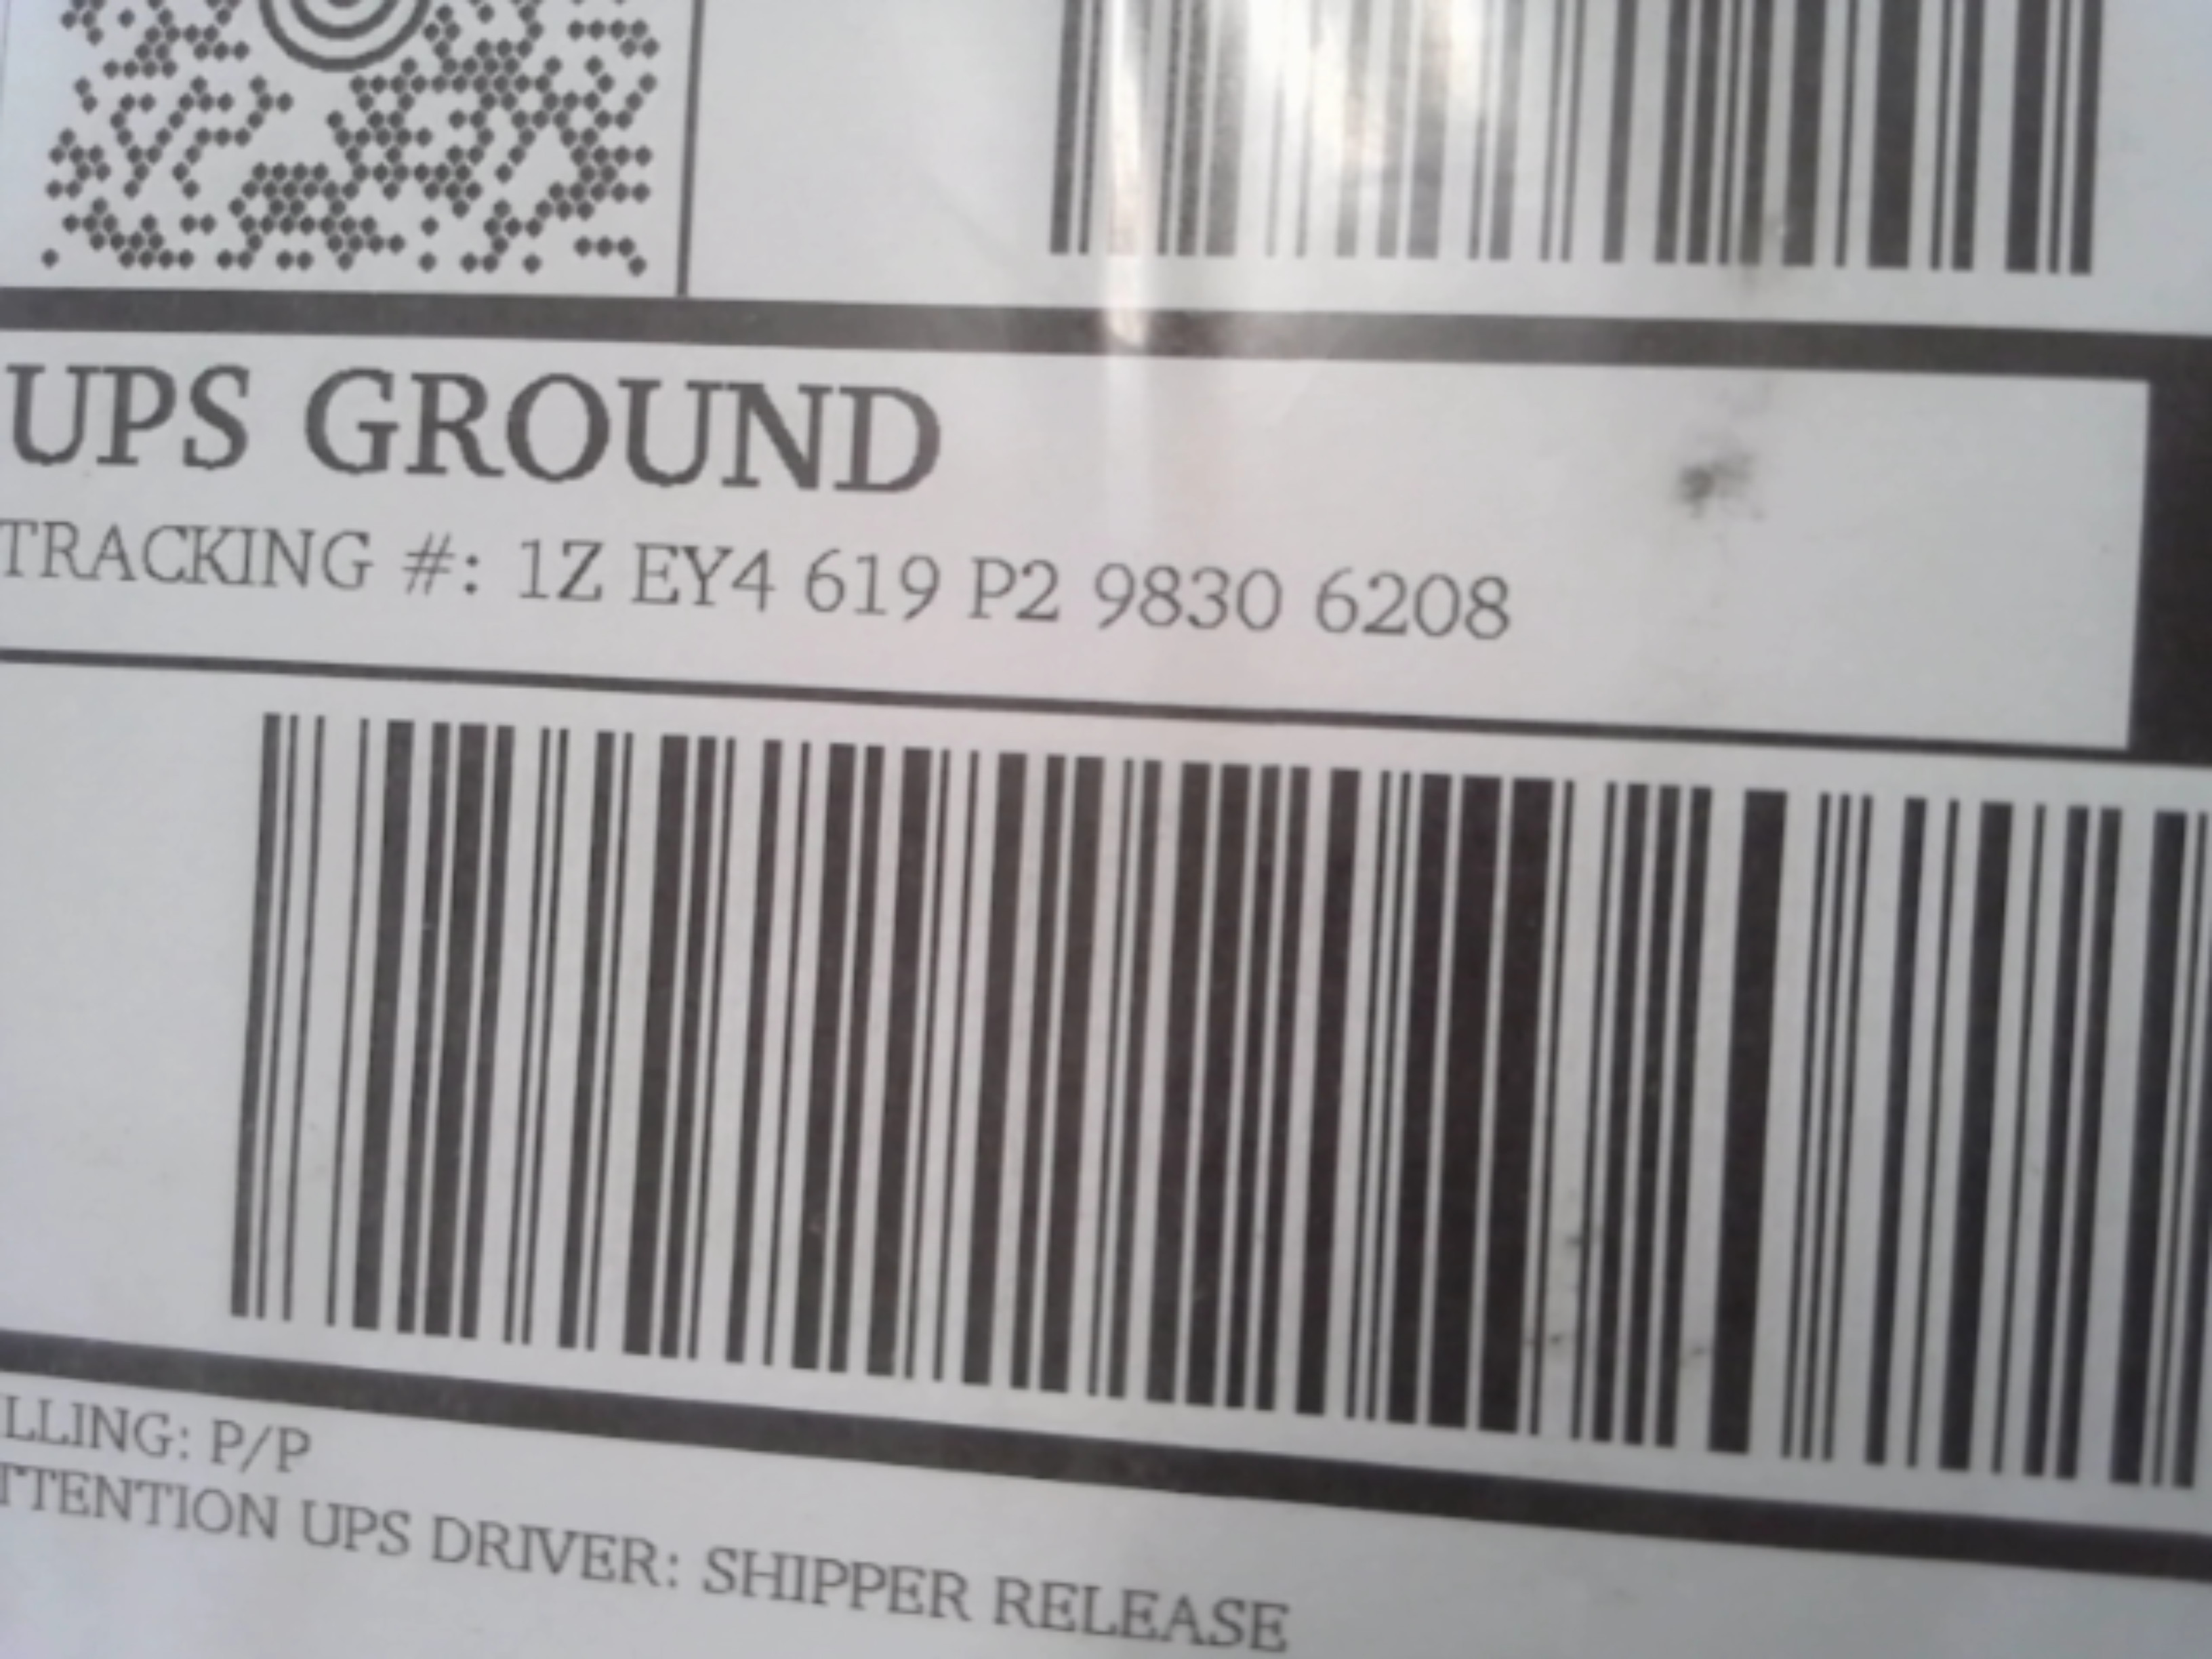 UPS GROUND
TRACKING #: 1Z EY4 619 P2 9830 6208
LLING: P/P
TTENTION UPS DRIVER: SHIPPER RELEASE